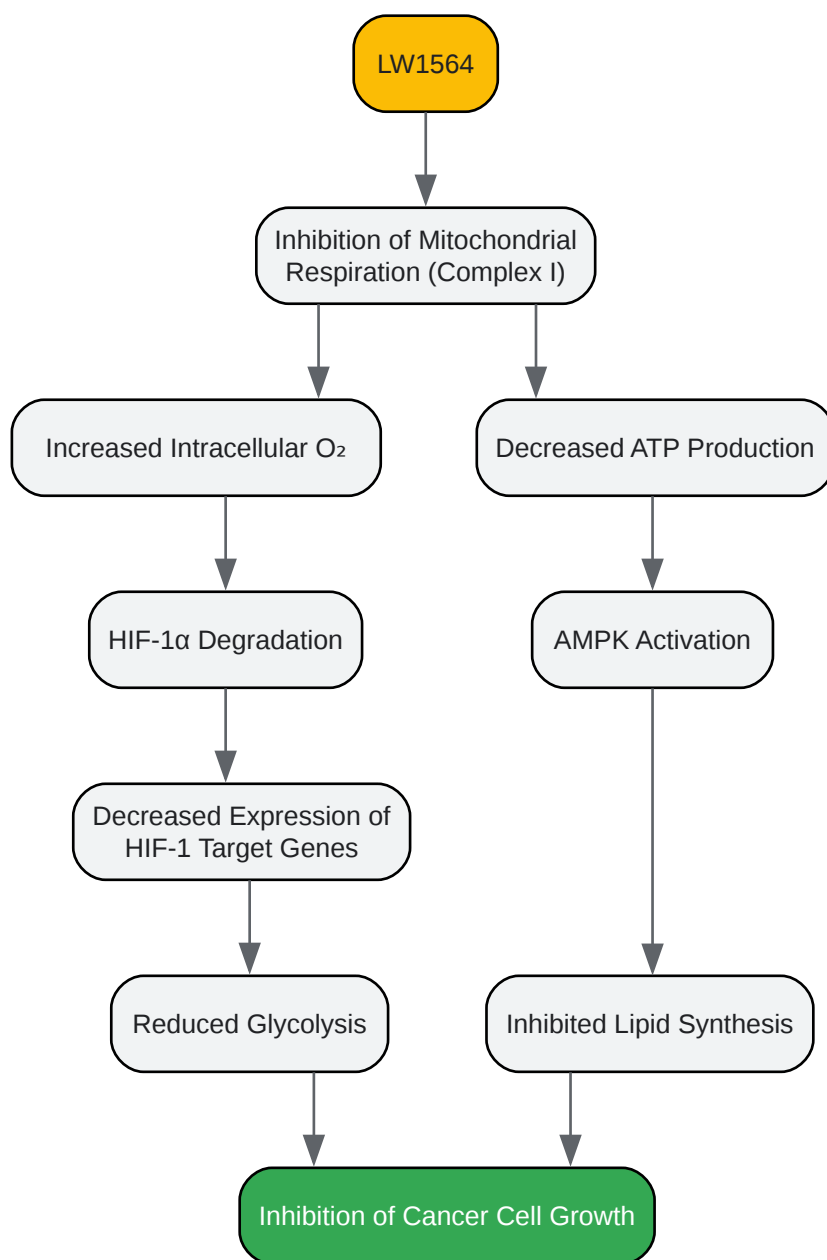 LW1564
Inhibition of Mitochondrial
Respiration (Complex I)
Increased Intracellular O₂
Decreased ATP Production
HIF-1α Degradation
AMPK Activation
Decreased Expression of
HIF-1 Target Genes
Reduced Glycolysis
Inhibited Lipid Synthesis
Inhibition of Cancer Cell Growth